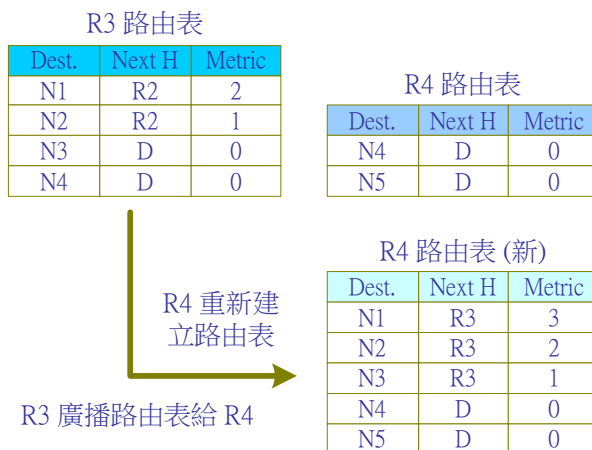 R3 路由表
Dest. Next H Metric
N1 R2 2
N2 R2 1
N3 D 0
N4 D 0
R4 路由表
Dest. Next H Metric
N4 D 0
N5 D 0
R4 重新建
立路由表
R3 廣播路由表給 R4
R4 路由表 (新)
Dest. Next H Metric
N1 R3 3
N2 R3 2
N3 R3 1
N4 D 0
N5 D 0